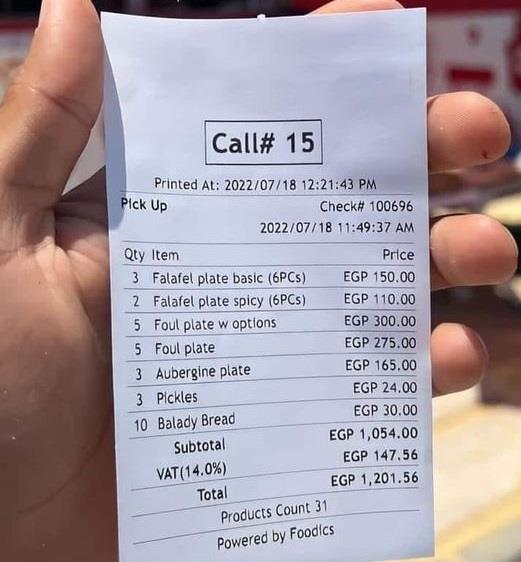 Call# 15
Printed At: 2022/07/18 12:21:43 PM
Pick Up Check# 100696
2022/07/18 11:49:37 AM
Qty Item Price
3 Falafel plate basic (6PCs) EGP 150.00
2 Falafel plate spicy (6PCs) EGP 110.00
5 Foul plate w options EGP 300.00
5 Foul plate EGP 275.00
3 Aubergine plate EGP 165.00
3 Pickles EGP 24.00
10 Balady Bread EGP 30.00
Subtotal EGP 1,054.00
VAT(14.0%) EGP 147.56
Total EGP 1,201.56
Products Count 31
Powered by Foodics